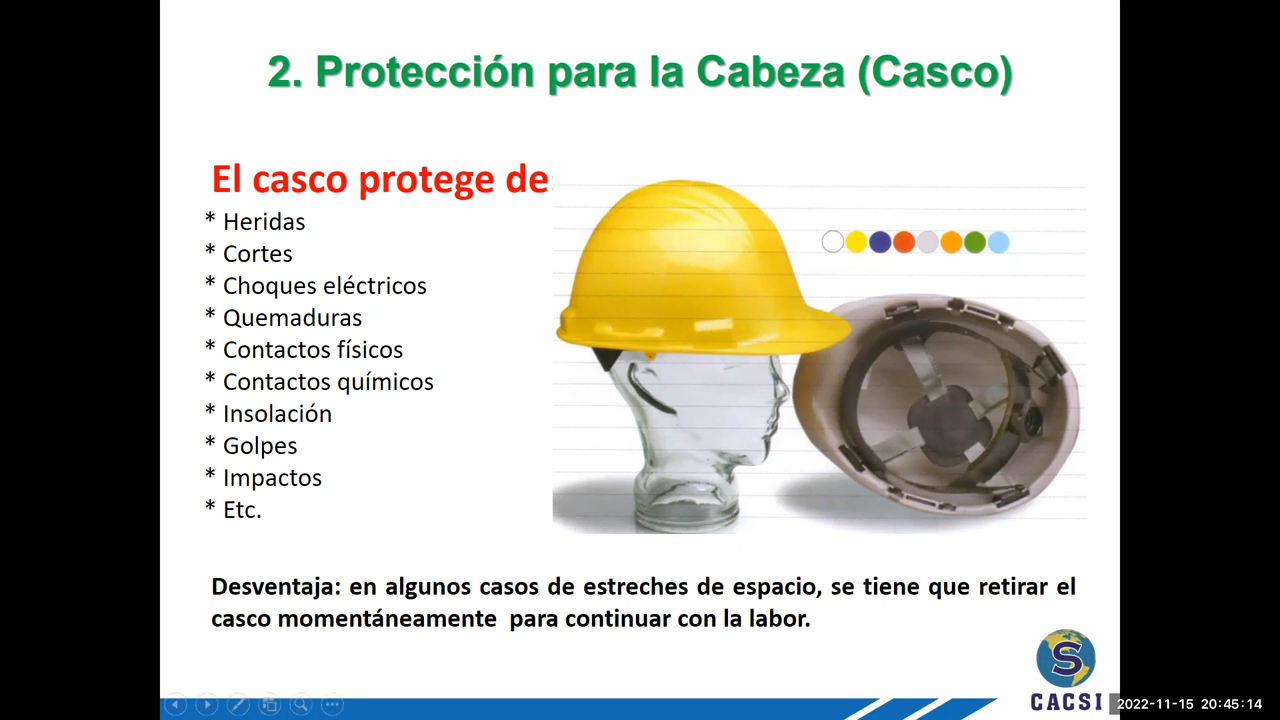 2. Protección para la Cabeza (Casco)
El casco protege de:
* Heridas
* Cortes
* Choques eléctricos
* Quemaduras
* Contactos físicos
* Contactos químicos
* Insolación
* Golpes
* Impactos
* Etc.
Desventaja: en algunos casos de estreches de espacio, se tiene que retirar el
casco momentáneamente para continuar con la labor.
S
CACSI
2022-11-15 20:45:14